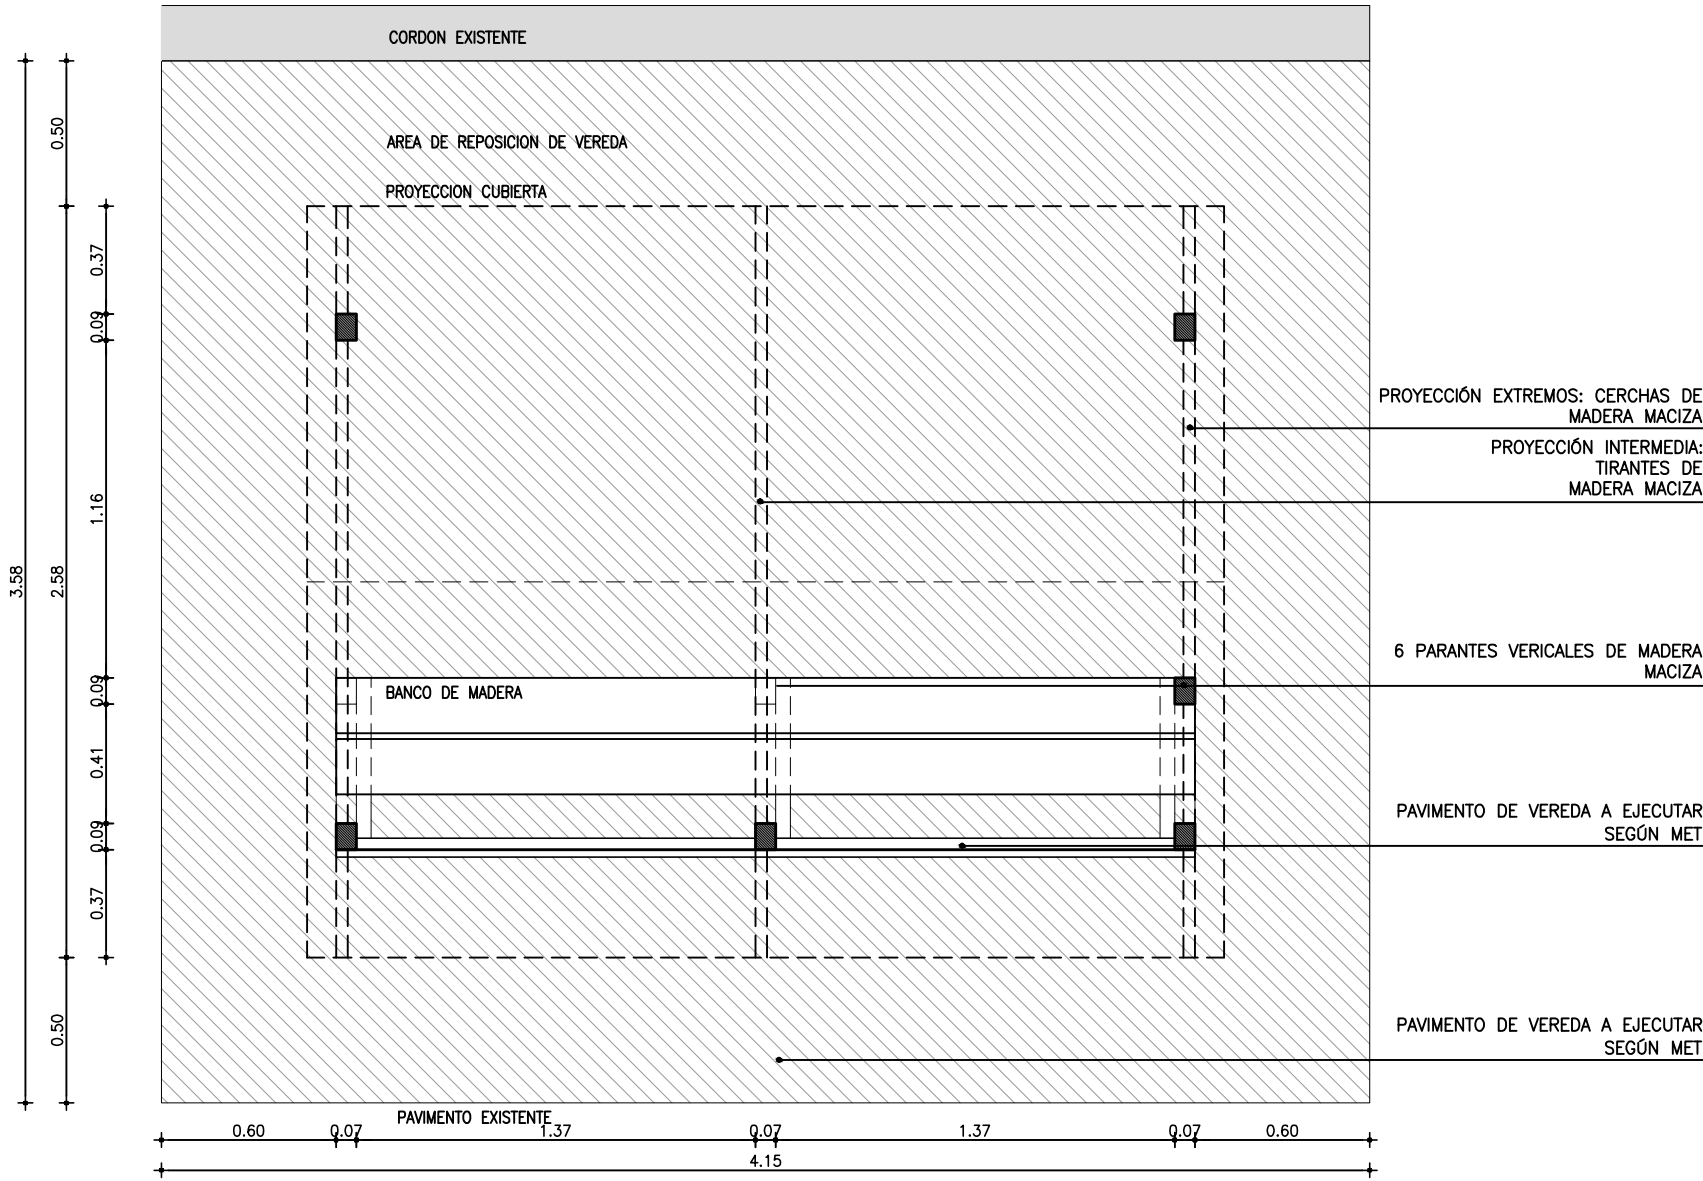 CORDON EXISTENTE
AREA DE REPOSICION DE VEREDA
PROYECCION CUBIERTA
PROYECCIÓN EXTREMOS: CERCHAS DE
MADERA MACIZA
PROYECCIÓN INTERMEDIA:
TIRANTES DE
MADERA MACIZA
6 PARANTES VERICALES DE MADERA
MACIZA
BANCO DE MADERA
PAVIMENTO DE VEREDA A EJECUTAR
SEGÚN MET
PAVIMENTO DE VEREDA A EJECUTAR
SEGÚN MET
PAVIMENTO EXISTENTE
3.58
0.50
2.58
0.50
0.37
0.09
1.16
0.09
0.41
0.09
0.37
0.60
0.07
1.37
0.07
1.37
0.07
0.60
4.15